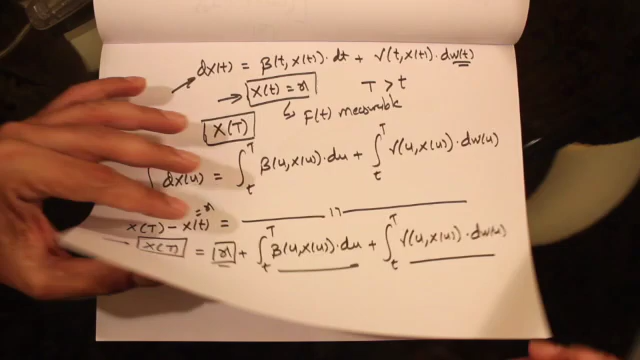 dX(t) = β(t, X(t)) · dt + γ(t, X(t)) · dW(t)
X(t) = x T > t
F(t) measurable
X(T)
∫ dX(u) = ∫_t^T β(u, X(u)) · du + ∫_t^T γ(u, X(u)) · dW(u)
= x
X(T) − X(t) = ——— 〃 ———
X(T) = x + ∫_t^T β(u, X(u)) · du + ∫_t^T γ(u, X(u)) · dW(u)